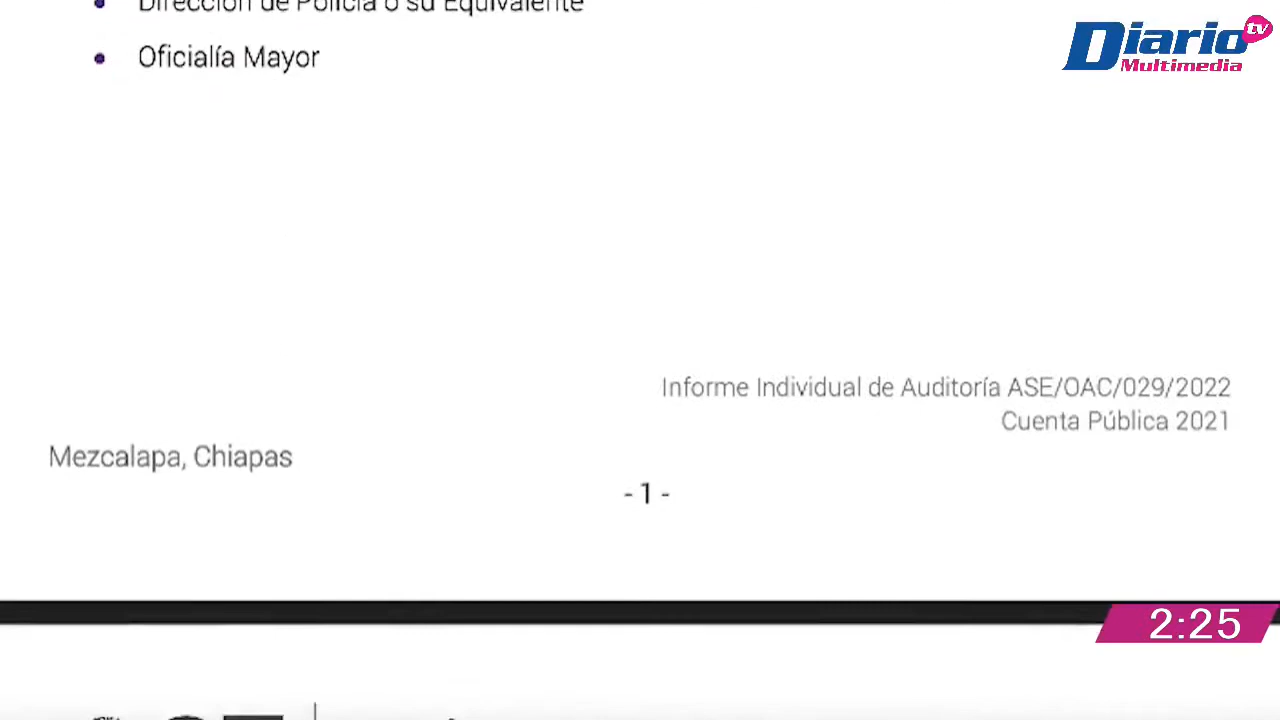 Dirección de Policía o su Equivalente
Diario tv
Multimedia
Oficialía Mayor
Informe Individual de Auditoría ASE/OAC/029/2022
Cuenta Pública 2021
Mezcalapa, Chiapas
- 1 -
2:25